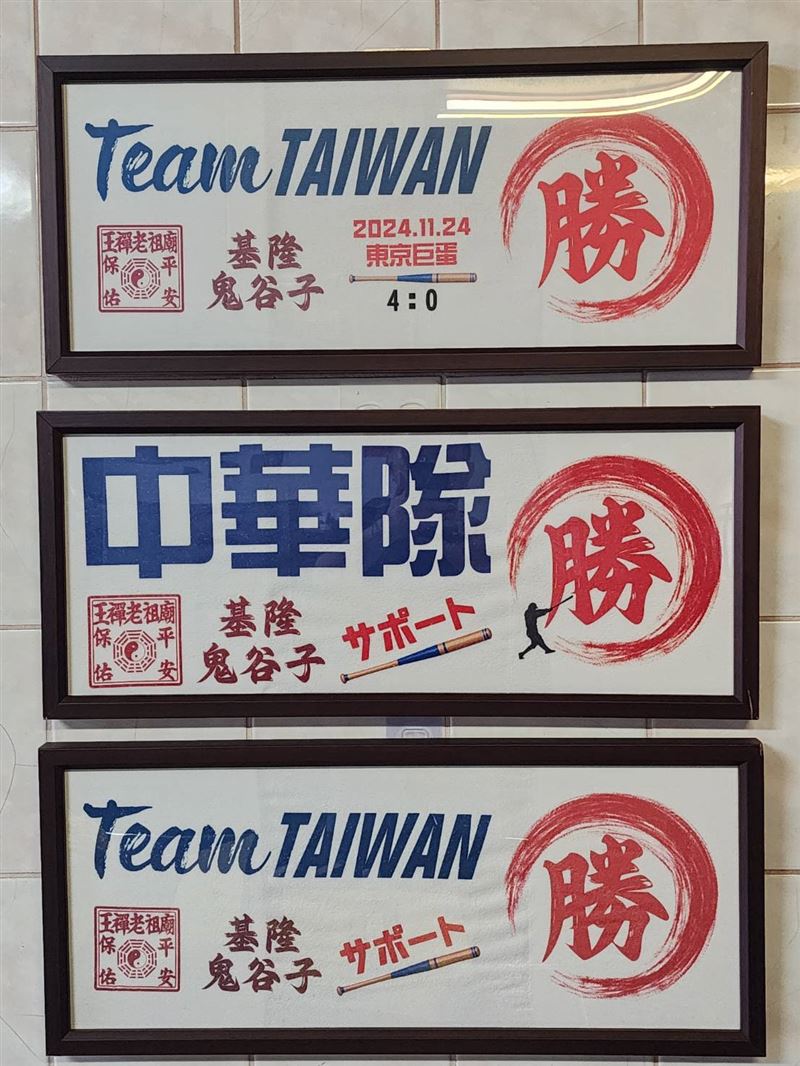 Team TAIWAN
勝
王禪老祖廟
保佑
平安
基隆
鬼谷子
2024.11.24
東京巨蛋
4:0
中華隊
勝
王禪老祖廟
保佑
平安
基隆
鬼谷子
サポート
Team TAIWAN
勝
王禪老祖廟
保佑
平安
基隆
鬼谷子
サポート